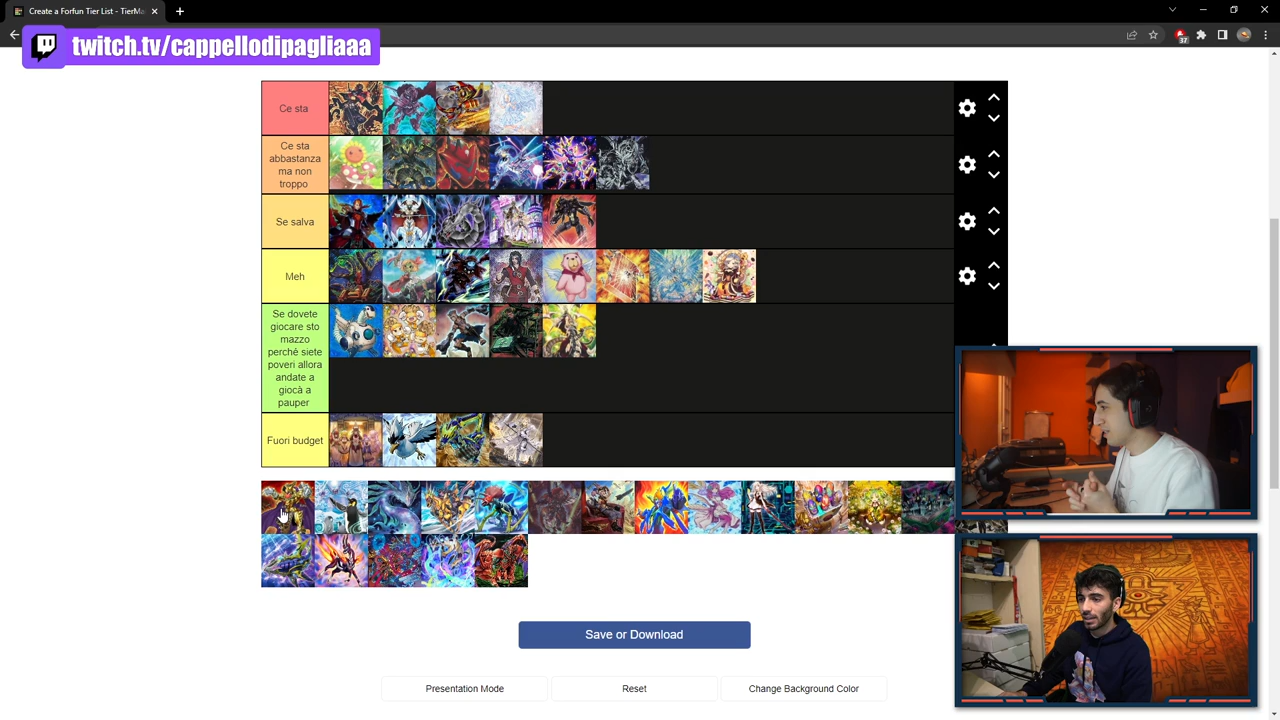 Create a Forfun Tier List - TierMa
37
twitch.tv/cappellodipagliaaa
Ce sta
Ce sta
abbastanza
ma non
troppo
Se salva
Meh
Se dovete
giocare sto
mazzo
perché siete
poveri allora
andate a
giocà a
pauper
Fuori budget
Save or Download
Presentation Mode
Reset
Change Background Color